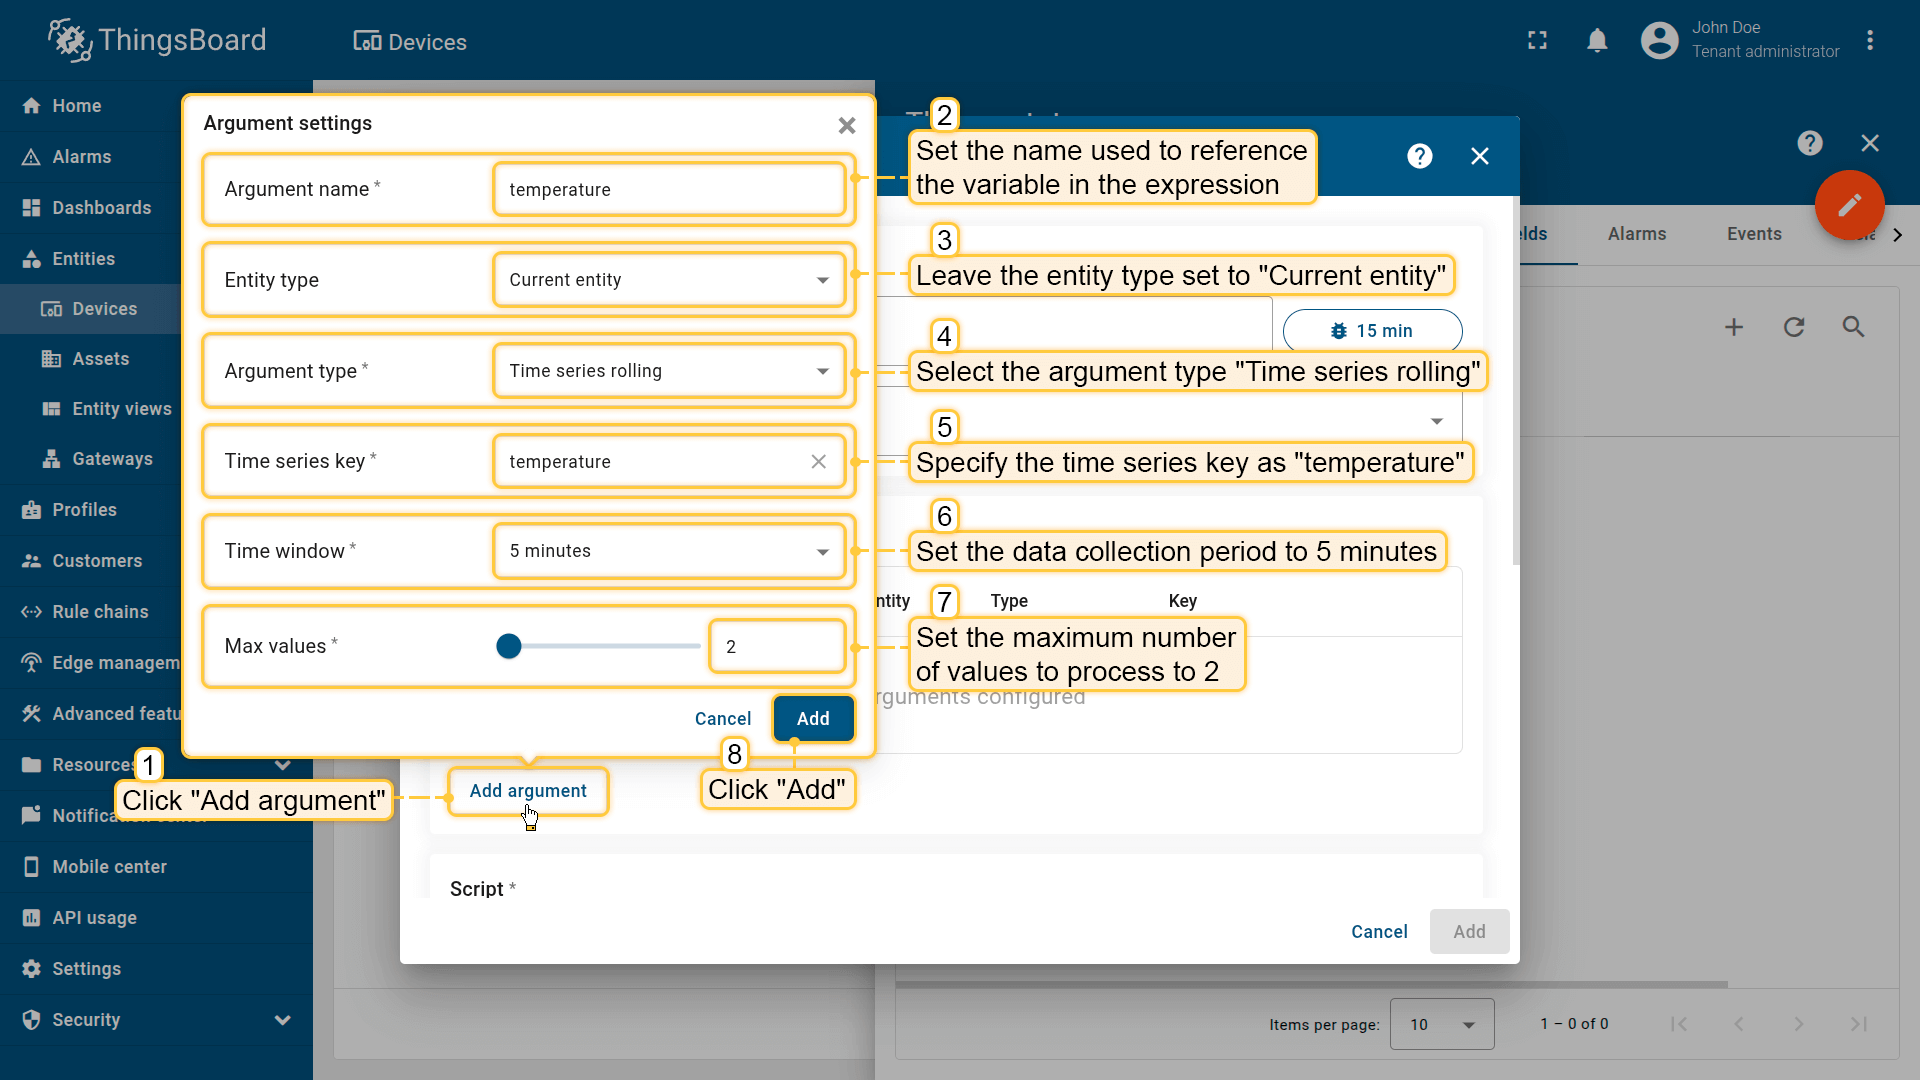 ThingsBoard
Devices
John Doe
Tenant administrator
Home
Alarms
Dashboards
Entities
Devices
Assets
Entity views
Gateways
Profiles
Customers
Rule chains
Edge managem
Advanced featu
Resources
Mobile center
API usage
Settings
Security
Argument settings
Argument name *
temperature
Entity type
Current entity
Argument type *
Time series rolling
Time series key *
temperature
Time window *
5 minutes
Max values *
2
Cancel
Add
1
Click "Add argument"
Add argument
2
Set the name used to reference
the variable in the expression
3
Leave the entity type set to "Current entity"
4
Select the argument type "Time series rolling"
5
Specify the time series key as "temperature"
6
Set the data collection period to 5 minutes
7
Set the maximum number
of values to process to 2
8
Click "Add"
15 min
ntity
Type
Key
rguments configured
Script *
Cancel
Add
elds
Alarms
Events
Items per page:
10
1 – 0 of 0